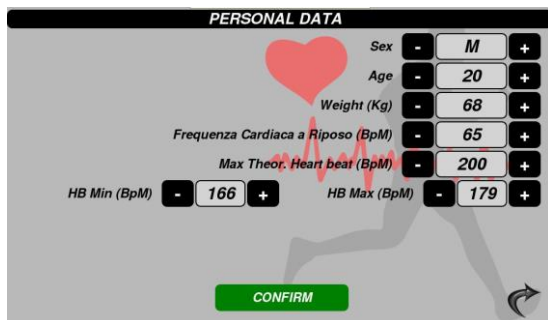 PERSONAL DATA
Sex - M +
Age - 20 +
Weight (Kg) - 68 +
Frequenza Cardiaca a Riposo (BpM) - 65 +
Max Theor. Heart beat (BpM) - 200 +
HB Min (BpM) - 166 + HB Max (BpM) - 179 +
CONFIRM